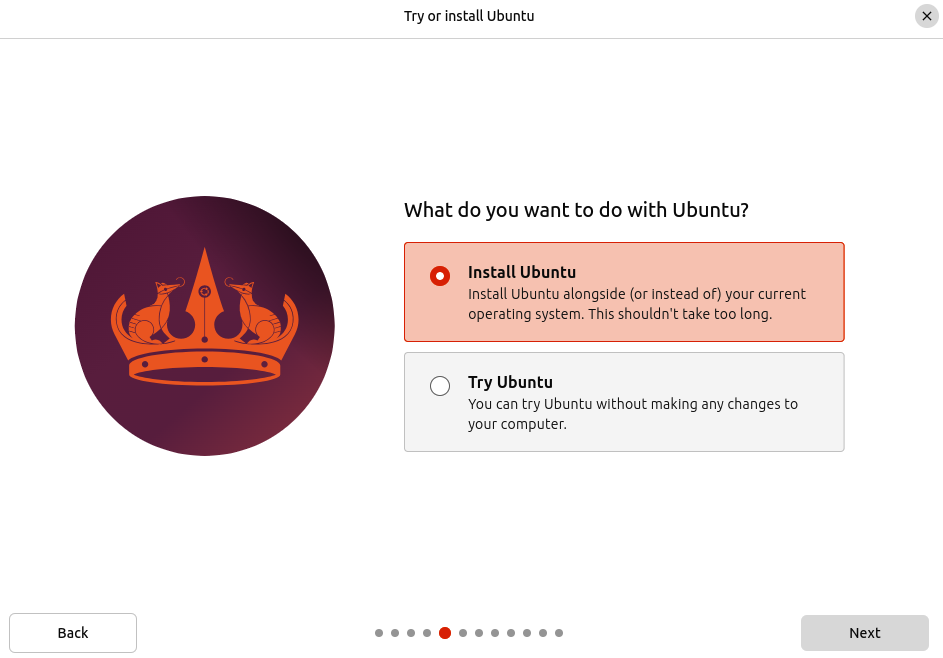 Try or install Ubuntu
What do you want to do with Ubuntu?
Install Ubuntu
Install Ubuntu alongside (or instead of) your current
operating system. This shouldn't take too long.
Try Ubuntu
You can try Ubuntu without making any changes to
your computer.
Back
Next